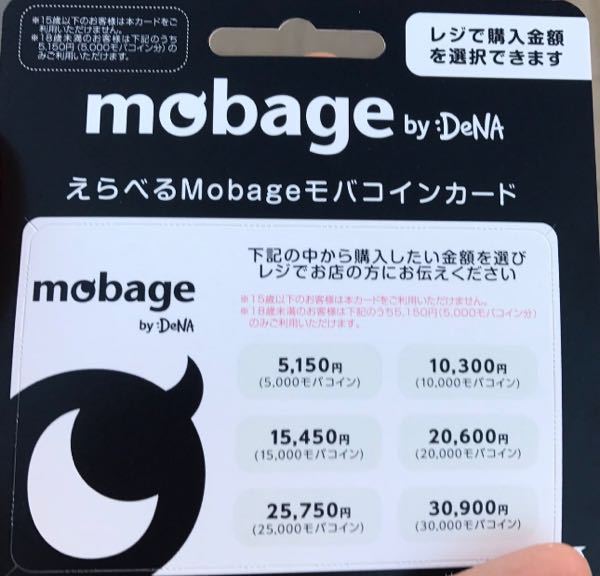 ※15歳以下のお客様は本カードをご
利用いただけません。
※18歳未満のお客様は下記のうち
5,150円(5,000モバコイン分)の
みご利用いただけます。
レジで購入金額
を選択できます
mobage by :DeNA
えらべるMobageモバコインカード
下記の中から購入したい金額を選び
レジでお店の方にお伝えください
mobage
by :DeNA
※15歳以下のお客様は本カードをご利用いただけません。
※18歳未満のお客様は下記のうち5,150円(5,000モバコイン分)
のみご利用いただけます。
5,150円
(5,000モバコイン)
10,300円
(10,000モバコイン)
15,450円
(15,000モバコイン)
20,600円
(20,000モバコイン)
25,750円
(25,000モバコイン)
30,900円
(30,000モバコイン)